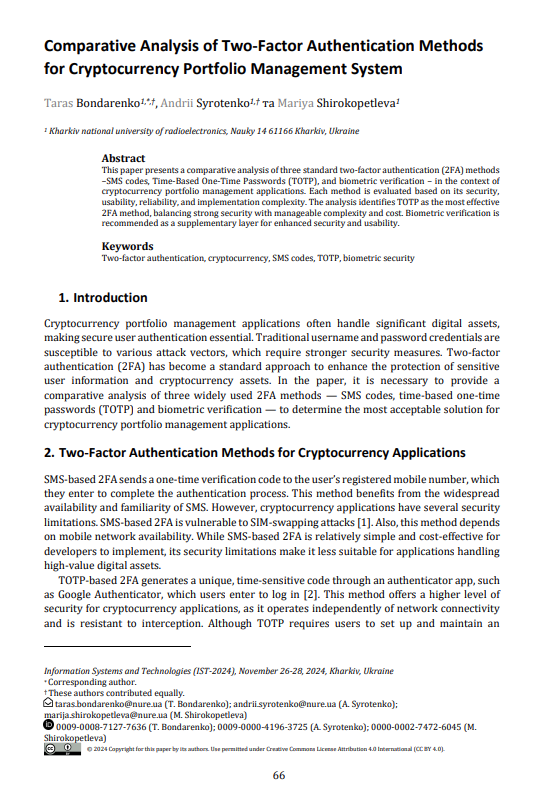 Comparative Analysis of Two-Factor Authentication Methods
for Cryptocurrency Portfolio Management System
Taras Bondarenko1,*,†, Andrii Syrotenko1,† та Mariya Shirokopetleva1
1 Kharkiv national university of radioelectronics, Nauky 14 61166 Kharkiv, Ukraine
Abstract
This paper presents a comparative analysis of three standard two-factor authentication (2FA) methods
–SMS codes, Time-Based One-Time Passwords (TOTP), and biometric verification – in the context of
cryptocurrency portfolio management applications. Each method is evaluated based on its security,
usability, reliability, and implementation complexity. The analysis identifies TOTP as the most effective
2FA method, balancing strong security with manageable complexity and cost. Biometric verification is
recommended as a supplementary layer for enhanced security and usability.
Keywords
Two-factor authentication, cryptocurrency, SMS codes, TOTP, biometric security
1. Introduction
Cryptocurrency portfolio management applications often handle significant digital assets,
making secure user authentication essential. Traditional username and password credentials are
susceptible to various attack vectors, which require stronger security measures. Two-factor
authentication (2FA) has become a standard approach to enhance the protection of sensitive
user information and cryptocurrency assets. In the paper, it is necessary to provide a
comparative analysis of three widely used 2FA methods — SMS codes, time-based one-time
passwords (TOTP) and biometric verification — to determine the most acceptable solution for
cryptocurrency portfolio management applications.
2. Two-Factor Authentication Methods for Cryptocurrency Applications
SMS-based 2FA sends a one-time verification code to the user's registered mobile number, which
they enter to complete the authentication process. This method benefits from the widespread
availability and familiarity of SMS. However, cryptocurrency applications have several security
limitations. SMS-based 2FA is vulnerable to SIM-swapping attacks [1]. Also, this method depends
on mobile network availability. While SMS-based 2FA is relatively simple and cost-effective for
developers to implement, its security limitations make it less suitable for applications handling
high-value digital assets.
TOTP-based 2FA generates a unique, time-sensitive code through an authenticator app, such
as Google Authenticator, which users enter to log in [2]. This method offers a higher level of
security for cryptocurrency applications, as it operates independently of network connectivity
and is resistant to interception. Although TOTP requires users to set up and maintain an
Information Systems and Technologies (IST-2024), November 26-28, 2024, Kharkiv, Ukraine
* Corresponding author.
† These authors contributed equally.
taras.bondarenko@nure.ua (T. Bondarenko); andrii.syrotenko@nure.ua (A. Syrotenko);
marija.shirokopetleva@nure.ua (M. Shirokopetleva)
iD 0009-0008-7127-7636 (T. Bondarenko); 0009-0000-4196-3725 (A. Syrotenko); 0000-0002-7472-6045 (M.
Shirokopetleva)
cc BY © 2024 Copyright for this paper by its authors. Use permitted under Creative Commons License Attribution 4.0 International (CC BY 4.0).
66